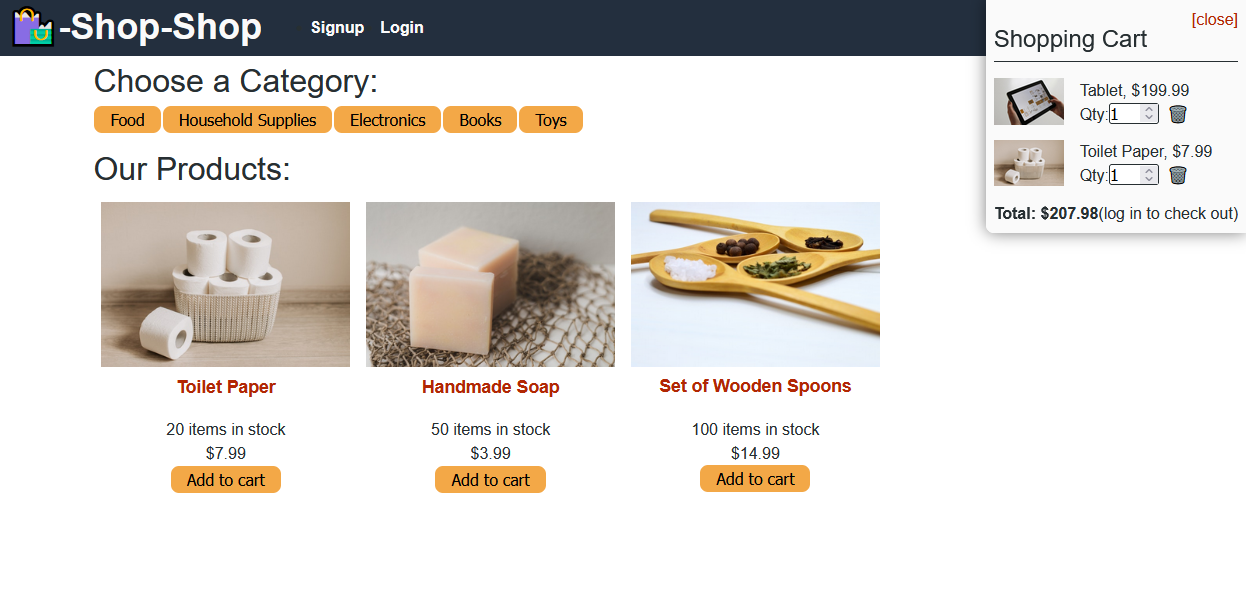 -Shop-Shop
Signup Login
[close]
Shopping Cart
Tablet, $199.99
Qty:1
Toilet Paper, $7.99
Qty:1
Total: $207.98(log in to check out)
Choose a Category:
Food Household Supplies Electronics Books Toys
Our Products:
Toilet Paper
20 items in stock
$7.99
Add to cart
Handmade Soap
50 items in stock
$3.99
Add to cart
Set of Wooden Spoons
100 items in stock
$14.99
Add to cart